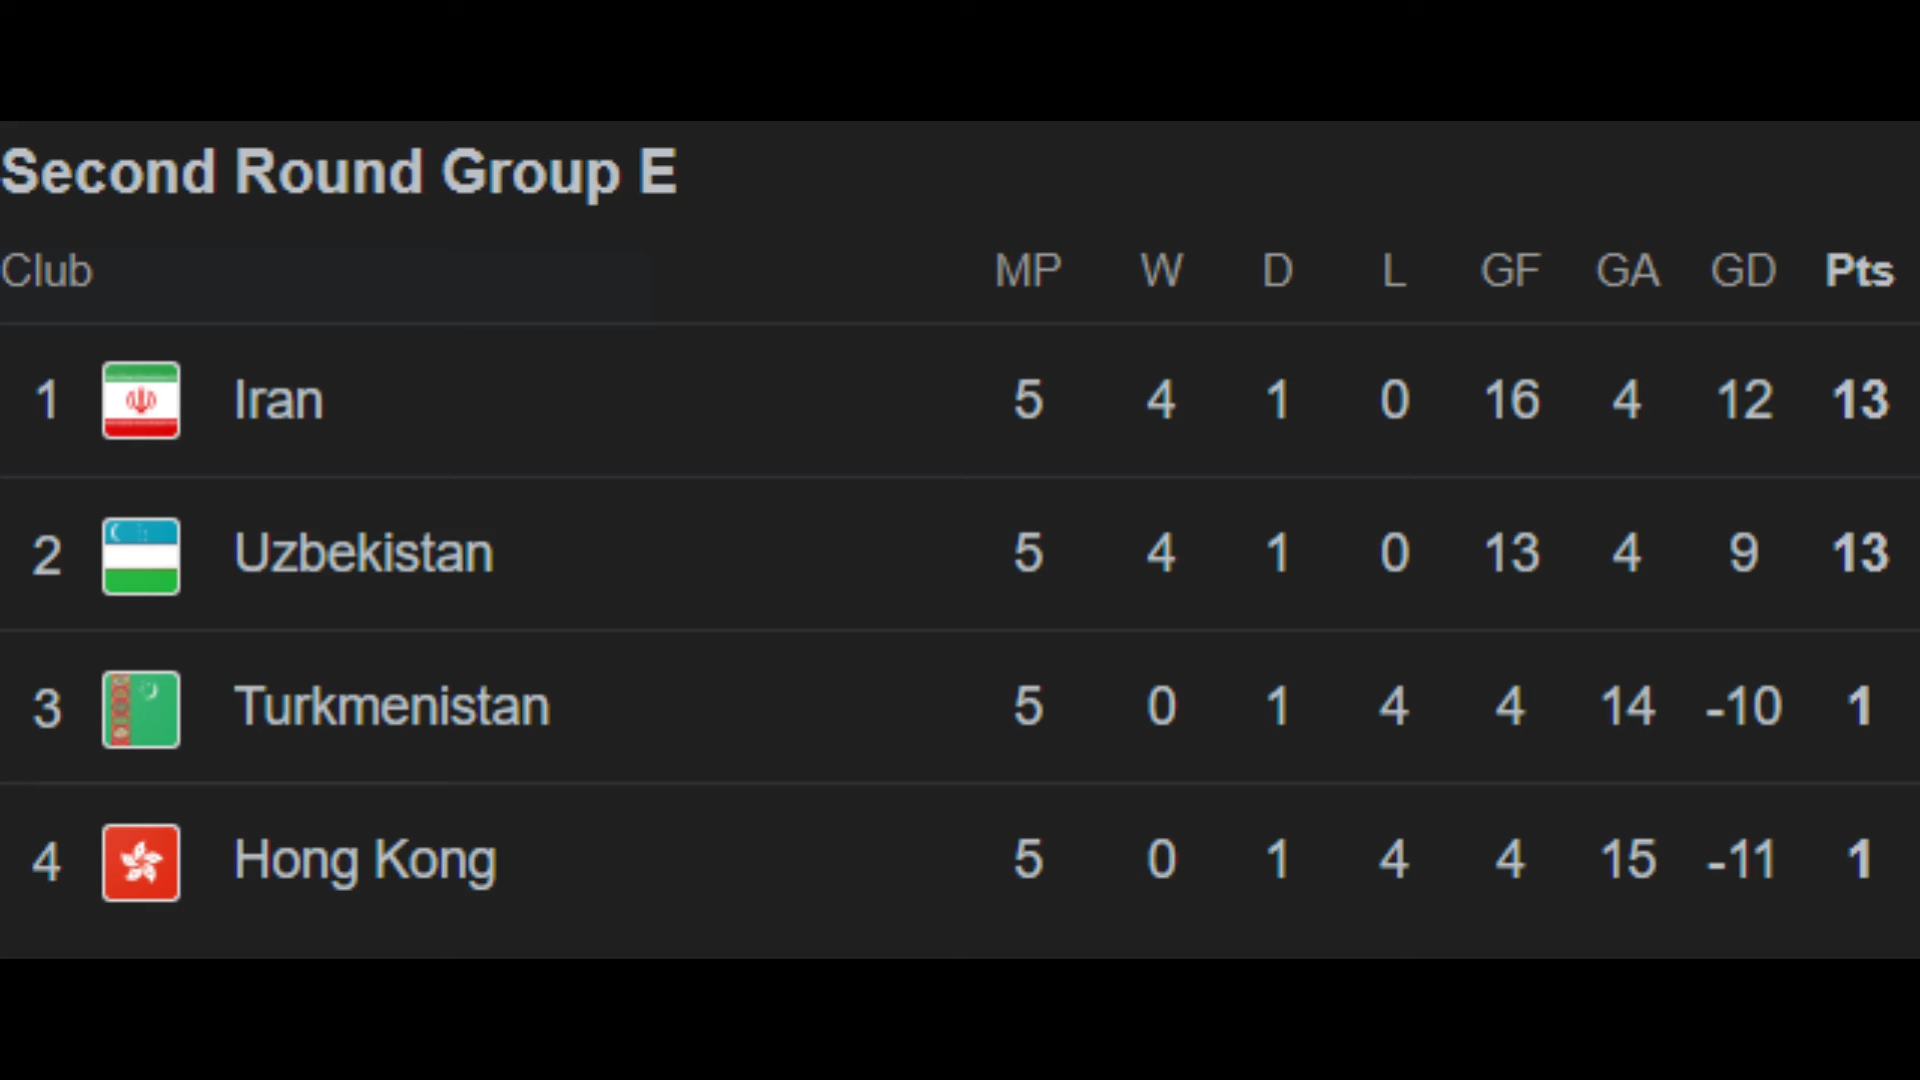 Second Round Group E
Club MP W D L GF GA GD Pts
1 Iran 5 4 1 0 16 4 12 13
2 Uzbekistan 5 4 1 0 13 4 9 13
3 Turkmenistan 5 0 1 4 4 14 -10 1
4 Hong Kong 5 0 1 4 4 15 -11 1